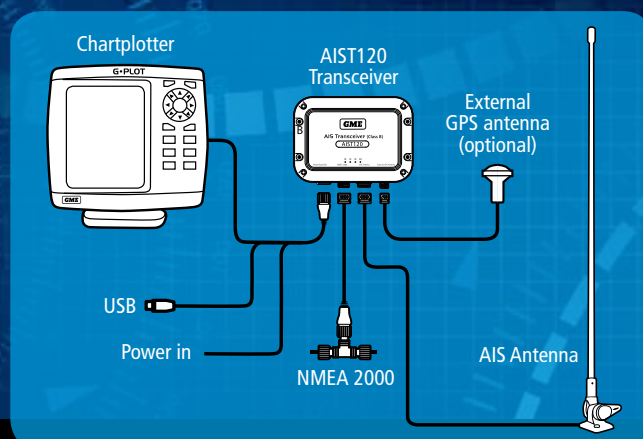 Chartplotter
G•PLOT
GME
AIST120
Transceiver
GME
AIS Transceiver (Class B)
AIST120
External
GPS antenna
(optional)
USB
Power in
NMEA 2000
AIS Antenna